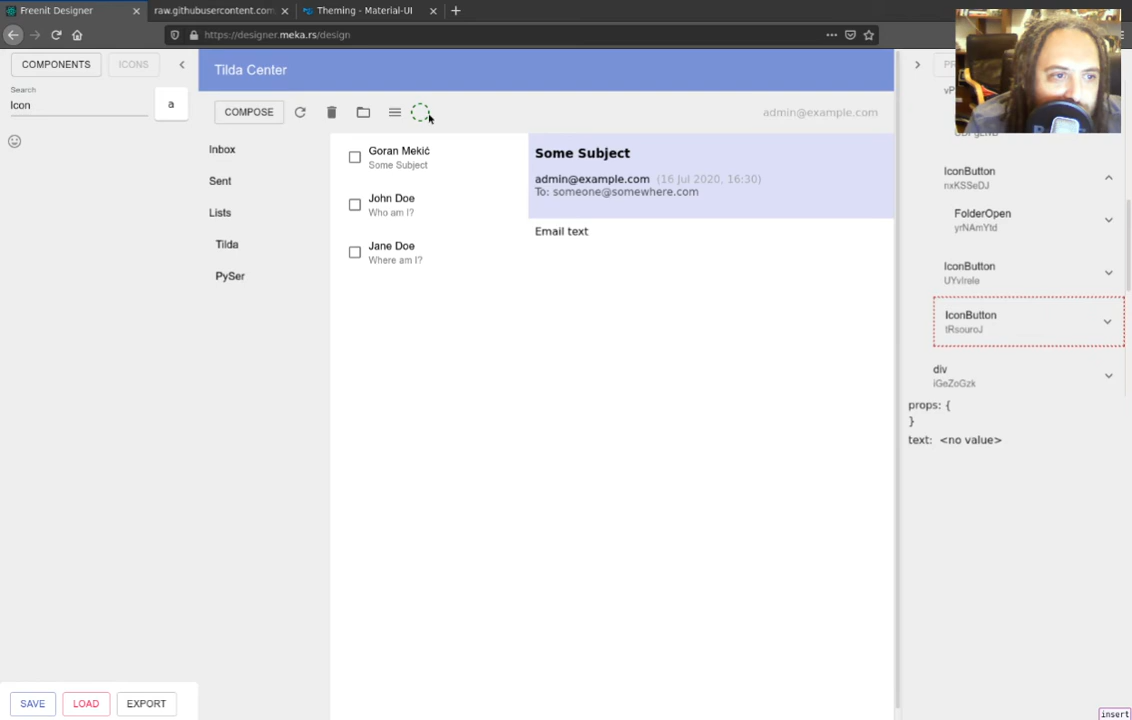 Freenit Designer
raw.githubusercontent.com
Theming - Material-UI
https://designer.meka.rs/design
COMPONENTS
ICONS
Search
Icon
a
Tilda Center
COMPOSE
admin@example.com
Inbox
Sent
Lists
Tilda
PySer
Goran Mekić
Some Subject
John Doe
Who am I?
Jane Doe
Where am I?
Some Subject
admin@example.com (16 Jul 2020, 16:30)
To: someone@somewhere.com
Email text
IconButton
nxKSSeDJ
FolderOpen
yrNAmYtd
IconButton
UYvIreIe
IconButton
tRsouroJ
div
iGeZoGzk
props: {
}
text: <no value>
SAVE
LOAD
EXPORT
insert